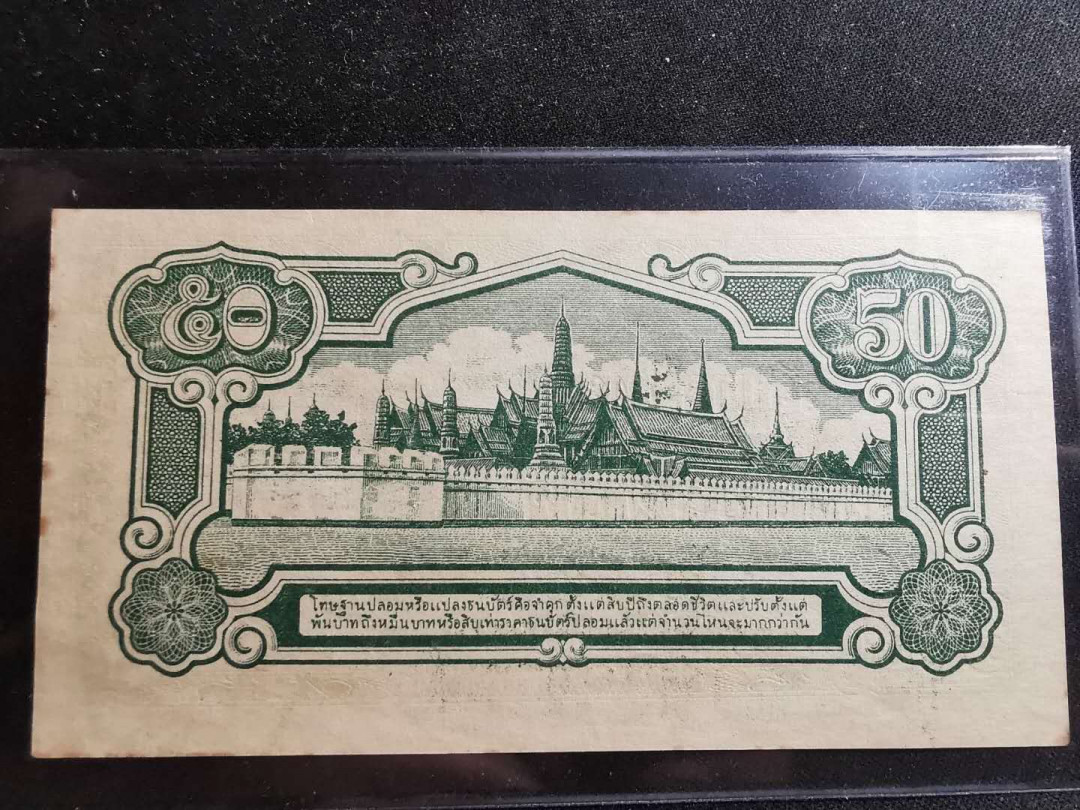 ๕๐
50
โทษฐานปลอมหรือแปลงธนบัตร์คือจำคุก ตั้งแต่สิบปีถึงตลอดชีวิตและปรับตั้งแต่
พันบาทถึงหมื่นบาทหรือสิบเท่าราคาธนบัตร์ปลอมแล้วแต่จำนวนไหนจะมากกว่ากัน